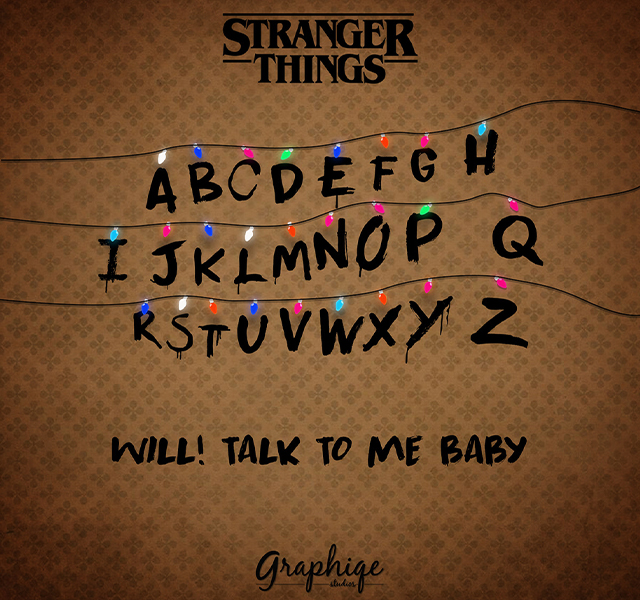 STRANGER
THINGS
A B C D E F G H
I J K L M N O P Q
R S T U V W X Y Z
WILL! TALK TO ME BABY
Graphiqe
studios